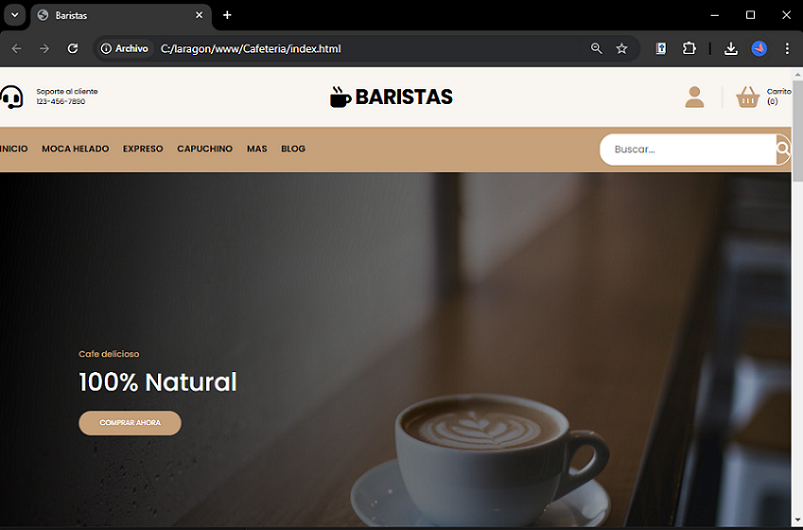 Baristas
Archivo C:/laragon/www/Cafeteria/index.html
Soporte al cliente
123-456-7890
BARISTAS
Carrito
(0)
INICIO MOCA HELADO EXPRESO CAPUCHINO MAS BLOG
Buscar...
Cafe delicioso
100% Natural
COMPRAR AHORA